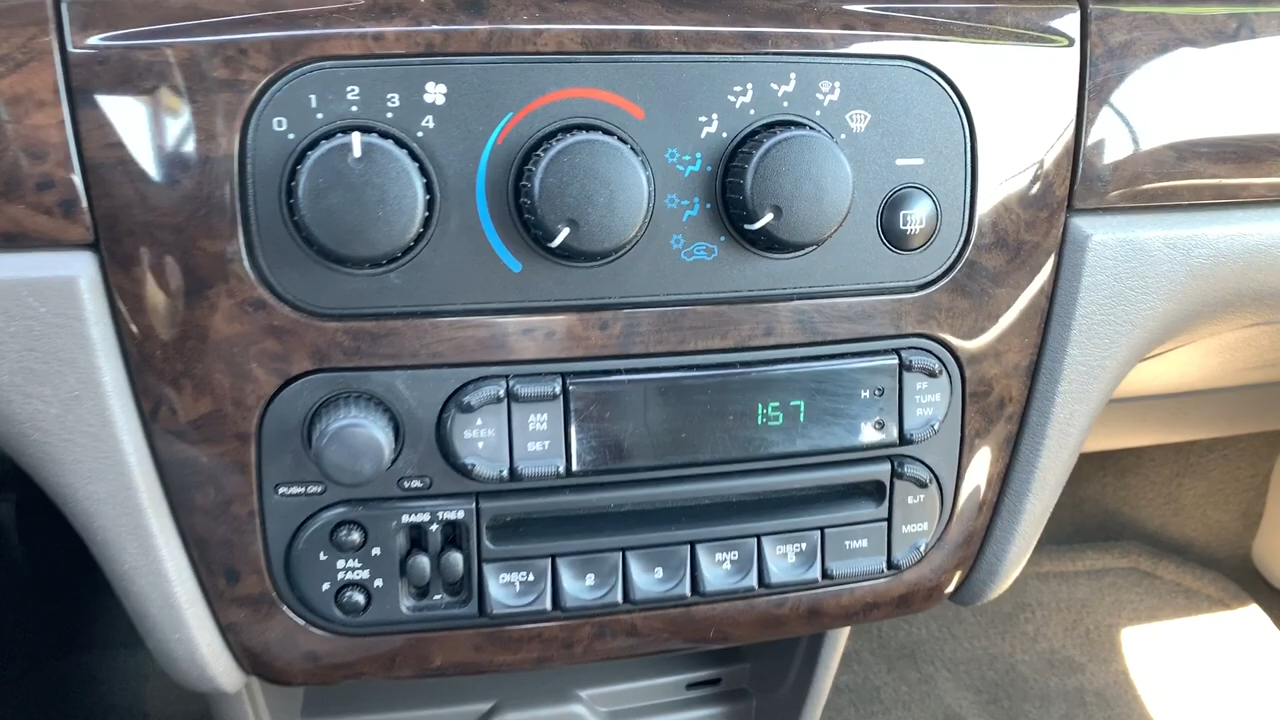 0
1
2
3
4
PUSH ON
VOL
SEEK
AM
FM
SET
1:57
H
M
FF
TUNE
RW
EJT
MODE
BASS TREB
+
-
L R
BAL
FADE
F R
DISC▲
1
2
3
RND
4
DISC▼
5
TIME